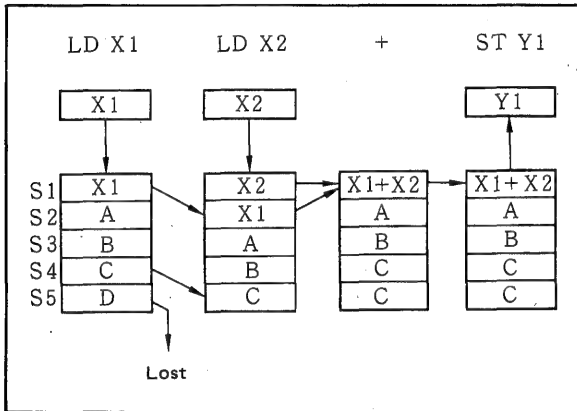 LD X1 LD X2 + ST Y1
X1 X2 Y1
S1 X1 X2 X1+X2 X1+X2
S2 A X1 A A
S3 B A B B
S4 C B C C
S5 D C C C
Lost